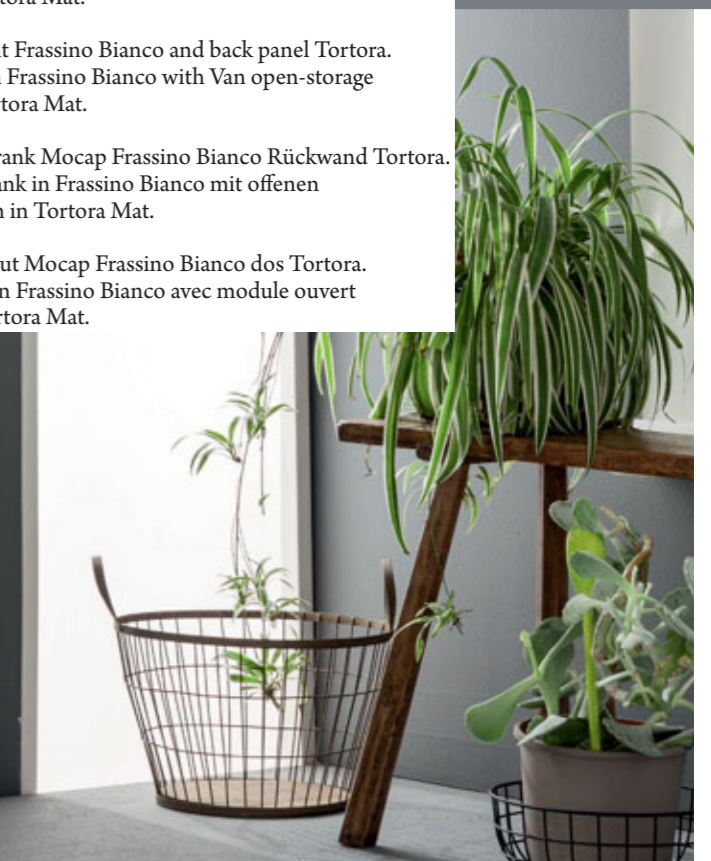 tora Mat.
t Frassino Bianco and back panel Tortora.
n Frassino Bianco with Van open-storage
rtora Mat.
rank Mocap Frassino Bianco Rückwand Tortora.
ank in Frassino Bianco mit offenen
n in Tortora Mat.
ut Mocap Frassino Bianco dos Tortora.
n Frassino Bianco avec module ouvert
rtora Mat.